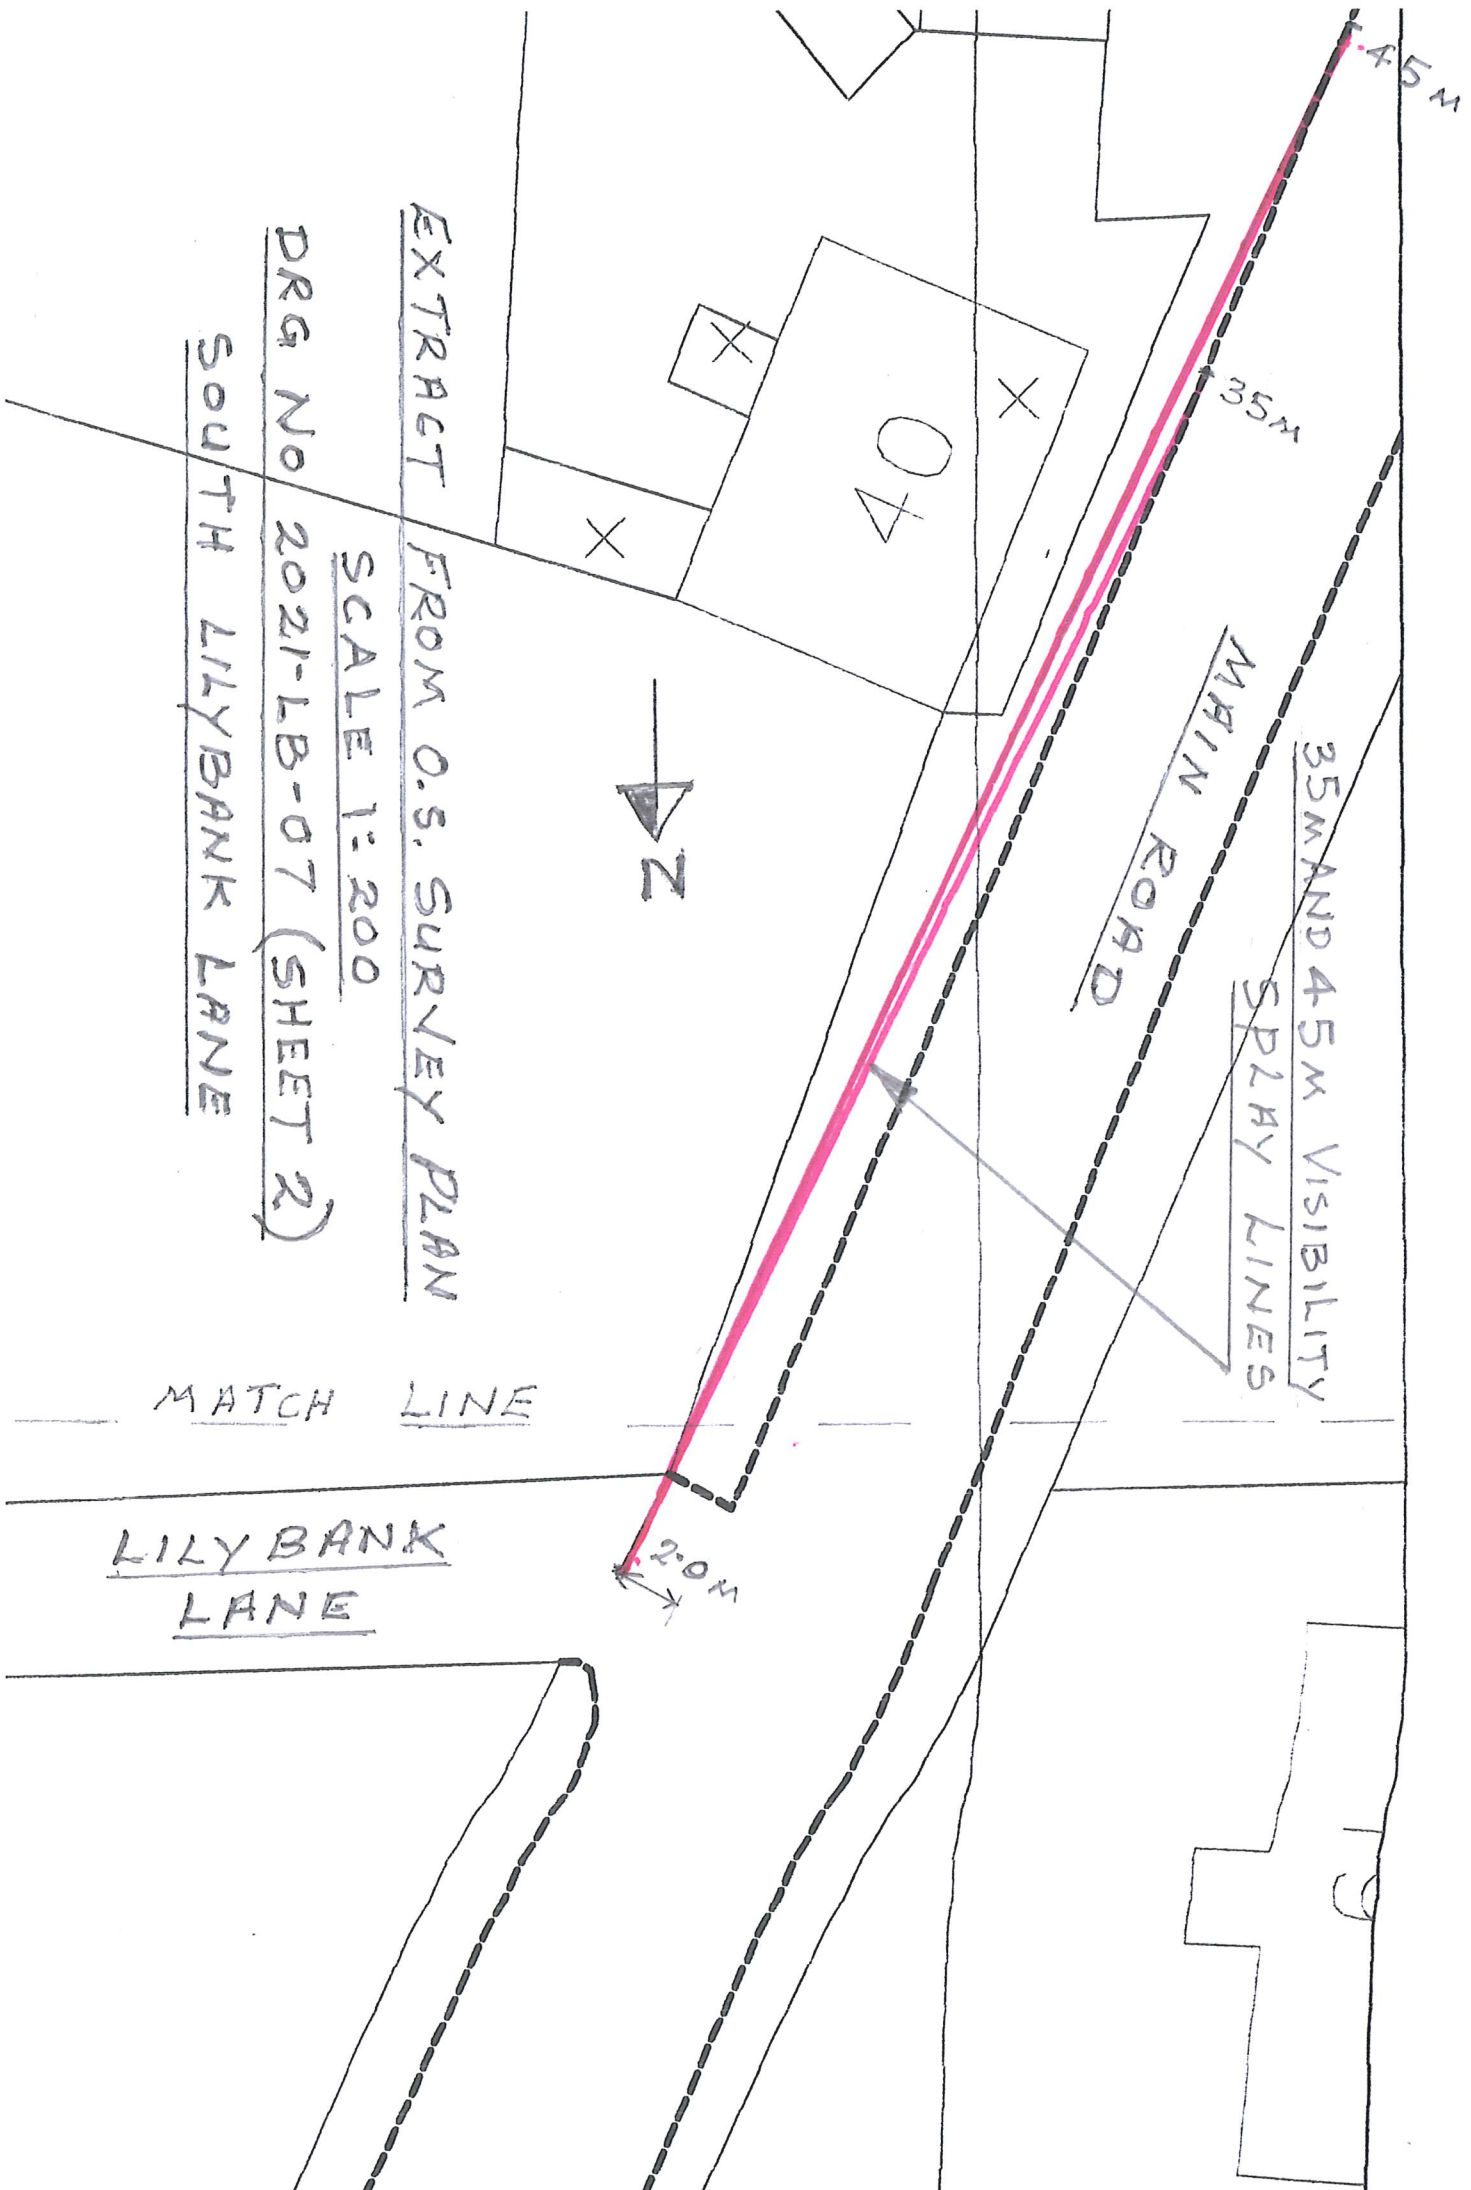 45M
35M
MAIN ROAD
35M AND 45M VISIBILITY
SPLAY LINES
40
N
EXTRACT FROM O.S. SURVEY PLAN
SCALE 1:200
DRG No 2021-LB-07 (SHEET 2)
SOUTH LILYBANK LANE
MATCH LINE
LILYBANK
LANE
2.0M